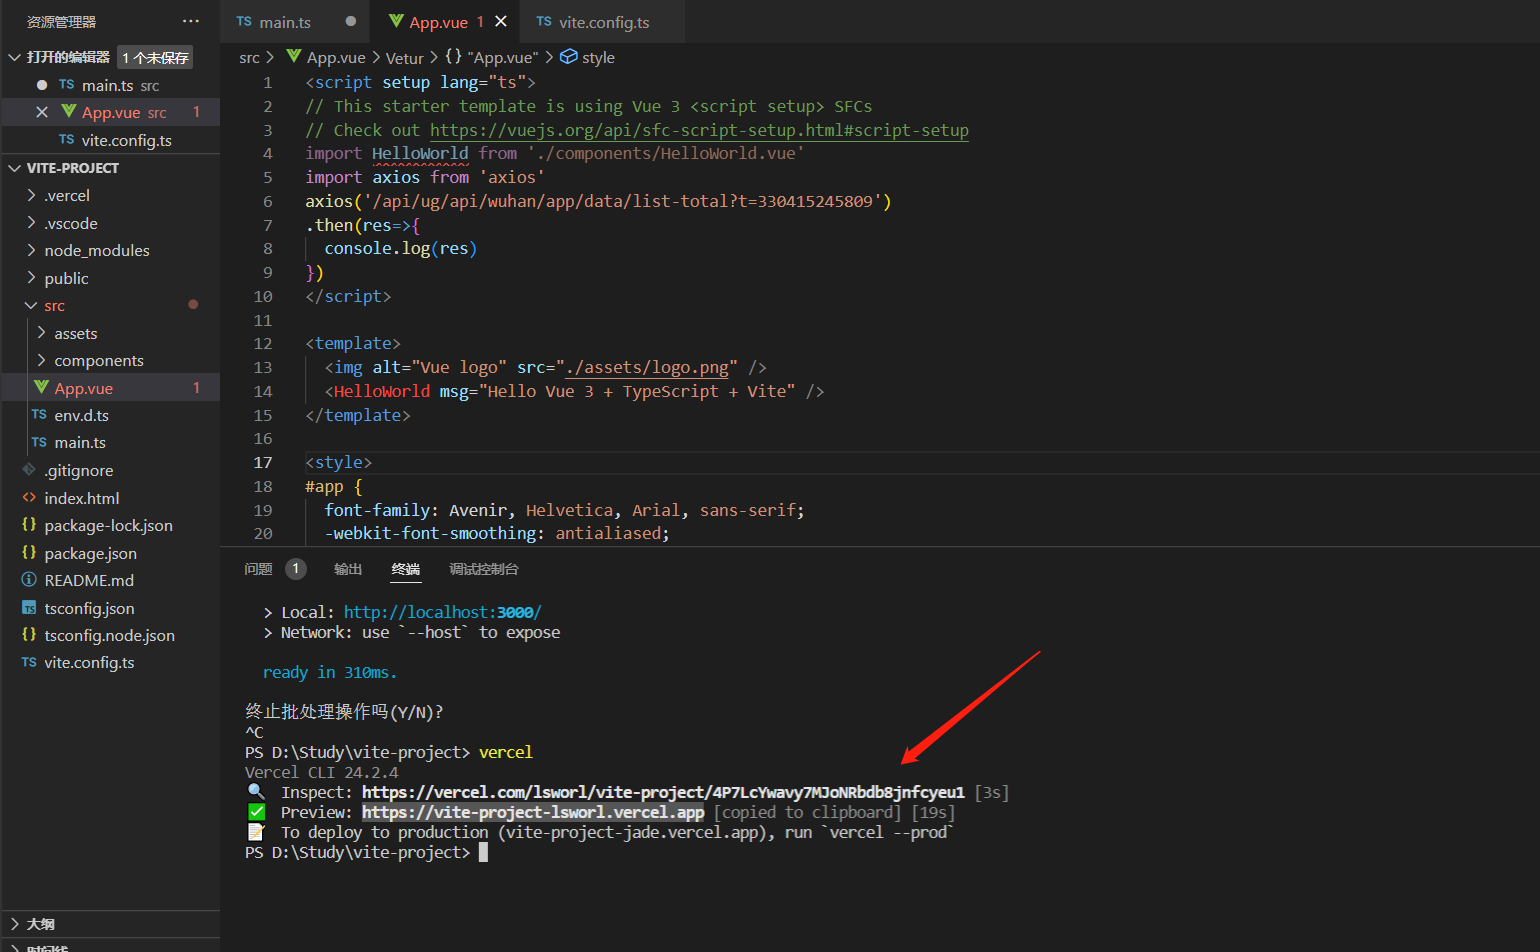 资源管理器 ···
打开的编辑器 1 个未保存
main.ts src
App.vue src 1
vite.config.ts
VITE-PROJECT
.vercel
.vscode
node_modules
public
src
assets
components
App.vue 1
env.d.ts
main.ts
.gitignore
index.html
package-lock.json
package.json
README.md
tsconfig.json
tsconfig.node.json
vite.config.ts
大纲
时间线
TS main.ts
App.vue 1
TS vite.config.ts
src > App.vue > Vetur > {} "App.vue" > style
1 <script setup lang="ts">
2 // This starter template is using Vue 3 <script setup> SFCs
3 // Check out https://vuejs.org/api/sfc-script-setup.html#script-setup
4 import HelloWorld from './components/HelloWorld.vue'
5 import axios from 'axios'
6 axios('/api/ug/api/wuhan/app/data/list-total?t=330415245809')
7 .then(res=>{
8 console.log(res)
9 })
10 </script>
11
12 <template>
13 <img alt="Vue logo" src="./assets/logo.png" />
14 <HelloWorld msg="Hello Vue 3 + TypeScript + Vite" />
15 </template>
16
17 <style>
18 #app {
19 font-family: Avenir, Helvetica, Arial, sans-serif;
20 -webkit-font-smoothing: antialiased;
问题 1 输出 终端 调试控制台
> Local: http://localhost:3000/
> Network: use `--host` to expose
ready in 310ms.
终止批处理操作吗(Y/N)?
^C
PS D:\Study\vite-project> vercel
Vercel CLI 24.2.4
🔍 Inspect: https://vercel.com/lsworl/vite-project/4P7LcYwavy7MJoNRbdb8jnfcyeu1 [3s]
✅ Preview: https://vite-project-lsworl.vercel.app [copied to clipboard] [19s]
📝 To deploy to production (vite-project-jade.vercel.app), run `vercel --prod`
PS D:\Study\vite-project>